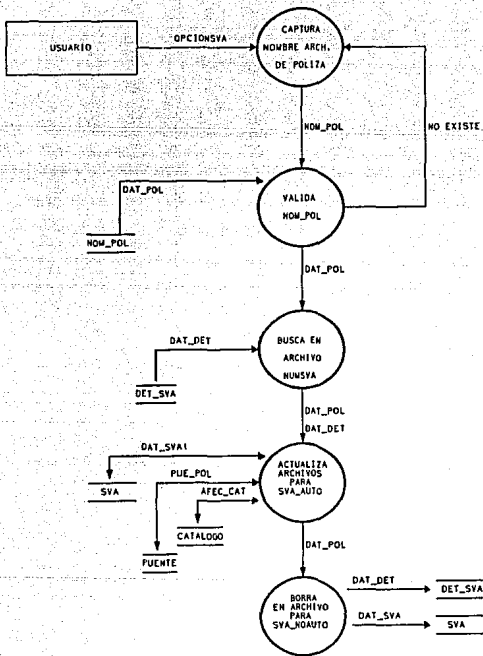 USUARIO
OPCIONSVA
CAPTURA
NOMBRE ARCH.
DE POLIZA
NOM_POL
NO EXISTE
DAT_POL
VALIDA
NOM_POL
NOM_POL
DAT_POL
DAT_DET
BUSCA EN
ARCHIVO
NUMSVA
DET_SVA
DAT_POL
DAT_DET
DAT_SVA
PUE_POL
AFEC_CAT
ACTUALIZA
ARCHIVOS
PARA
SVA_AUTO
SVA
CATALOGO
PUENTE
DAT_POL
BORRA
EN ARCHIVO
PARA
SVA_NOAUTO
DAT_DET
DET_SVA
DAT_SVA
SVA